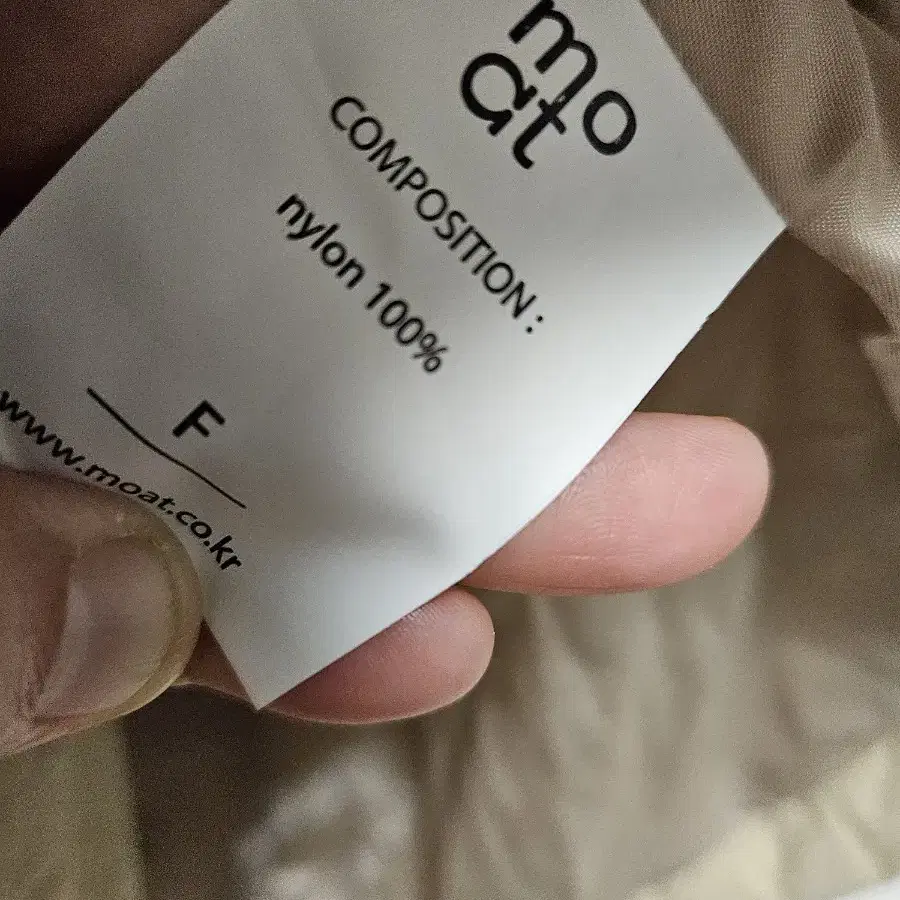 mo
at
COMPOSITION :
nylon 100%
F
www.moat.co.kr